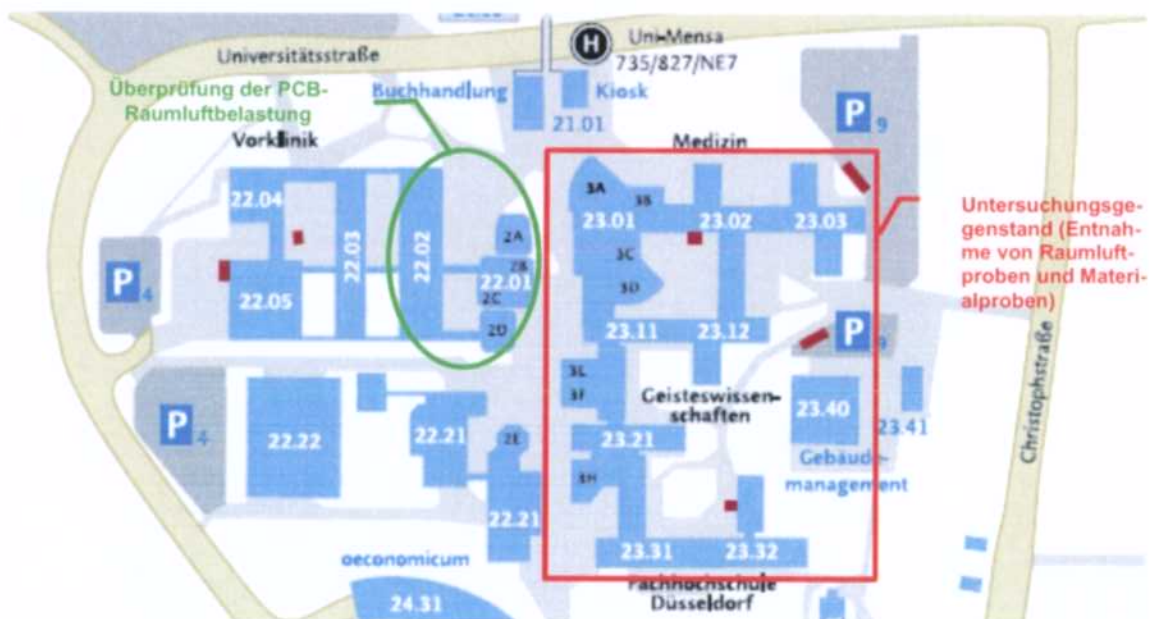 Universitätsstraße
H
Uni-Mensa
735/827/NE7
Überprüfung der PCB-
Raumluftbelastung
Buchhandlung
Kiosk
21.01
P
9
Vorklinik
Medizin
22.04
22.03
22.02
2A
2B
22.01
2C
2D
22.05
P
4
3A
3B
23.01
23.02
23.03
3C
3D
23.11
23.12
Untersuchungsge-
genstand (Entnah-
me von Raumluft-
proben und Materi-
alproben)
P
9
3F
Geisteswissen-
schaften
23.40
23.41
Gebäude-
management
Christophstraße
P
4
22.22
22.21
2E
23.21
3H
22.21
23.31
23.32
oeconomicum
24.31
Fachhochschule
Düsseldorf